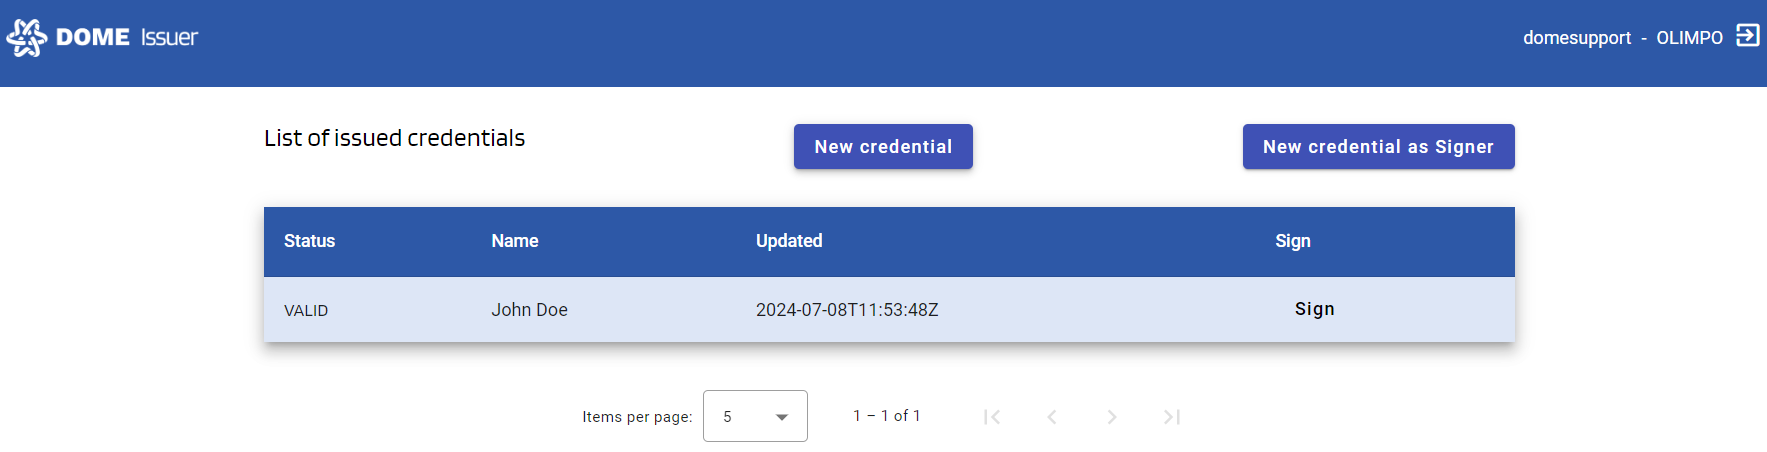 DOME Issuer
domesupport - OLIMPO
List of issued credentials
New credential
New credential as Signer
Status Name Updated Sign
VALID John Doe 2024-07-08T11:53:48Z Sign
Items per page: 5 1 – 1 of 1